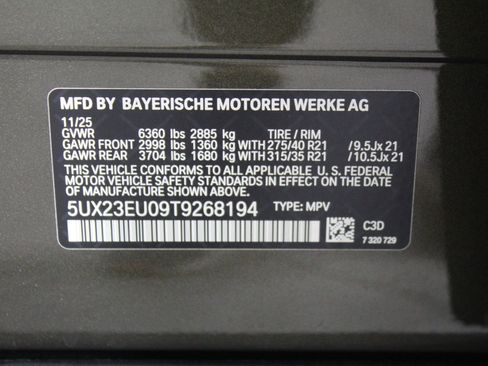 MFD BY BAYERISCHE MOTOREN WERKE AG
11/25
GVWR 6360 lbs 2885 kg TIRE / RIM
GAWR FRONT 2998 lbs 1360 kg WITH 275/40 R21 / 9.5Jx 21
GAWR REAR 3704 lbs 1680 kg WITH 315/35 R21 / 10.5Jx 21
THIS VEHICLE CONFORMS TO ALL APPLICABLE U. S. FEDERAL
MOTOR VEHICLE SAFETY STANDARDS IN EFFECT ON THE
DATE OF MANUFACTURE SHOWN ABOVE.
5UX23EU09T9268194 TYPE: MPV
C3D
7 320 729